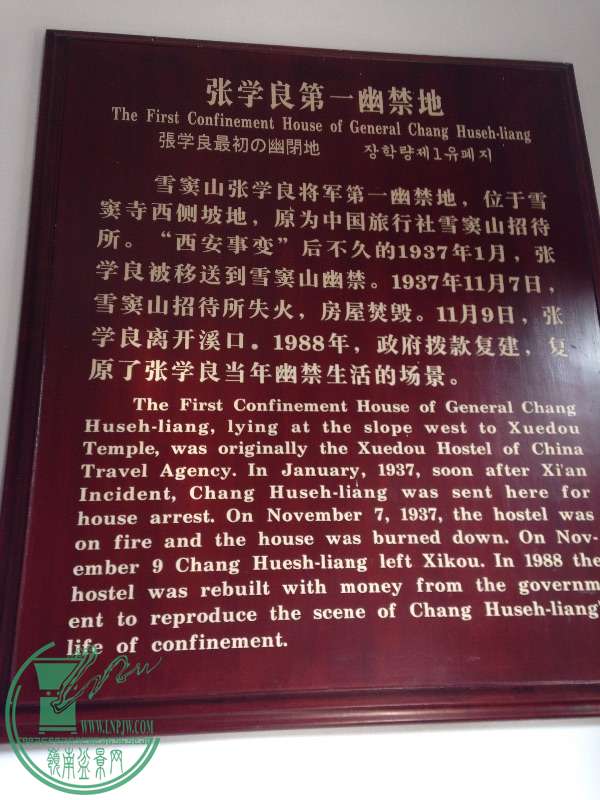 张学良第一幽禁地
The First Confinement House of General Chang Huseh-liang
張学良最初の幽閉地 장학량제1유폐지
雪窦山张学良将军第一幽禁地，位于雪
窦寺西侧坡地，原为中国旅行社雪窦山招待
所。“西安事变”后不久的1937年1月，张
学良被移送到雪窦山幽禁。1937年11月7日，
雪窦山招待所失火，房屋焚毁。11月9日，张
学良离开溪口。1988年，政府拨款复建，复
原了张学良当年幽禁生活的场景。
The First Confinement House of General Chang
Huseh-liang, lying at the slope west to Xuedou
Temple, was originally the Xuedou Hostel of China
Travel Agency. In January, 1937, soon after Xi'an
Incident, Chang Huseh-liang was sent here for
house arrest. On November 7, 1937, the hostel was
on fire and the house was burned down. On Nov-
ember 9 Chang Huesh-liang left Xikou. In 1988 the
hostel was rebuilt with money from the governm
ent to reproduce the scene of Chang Huseh-liang'
life of confinement.
WWW.LNPJW.COM
嶺南盆景网